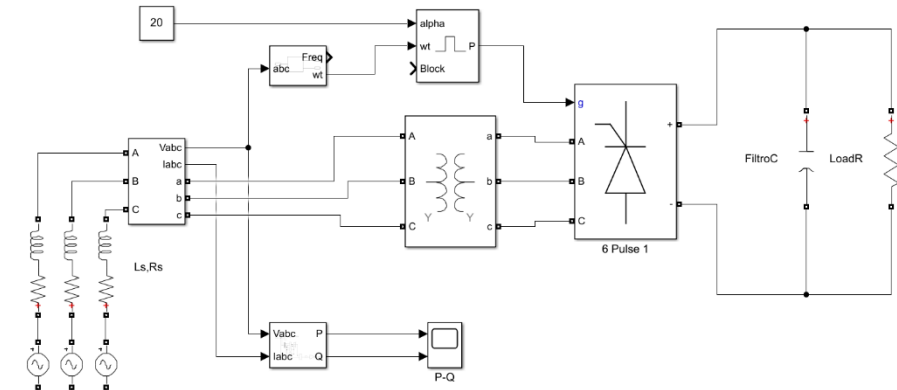 20
alpha
wt
P
Block
Freq
abc
wt
g
A
B
C
+
-
6 Pulse 1
FiltroC
LoadR
+
+
A
B
C
Vabc
Iabc
a
b
c
A
B
C
a
b
c
Y
Y
Ls,Rs
+
+
+
Vabc
Iabc
P
Q
P-Q